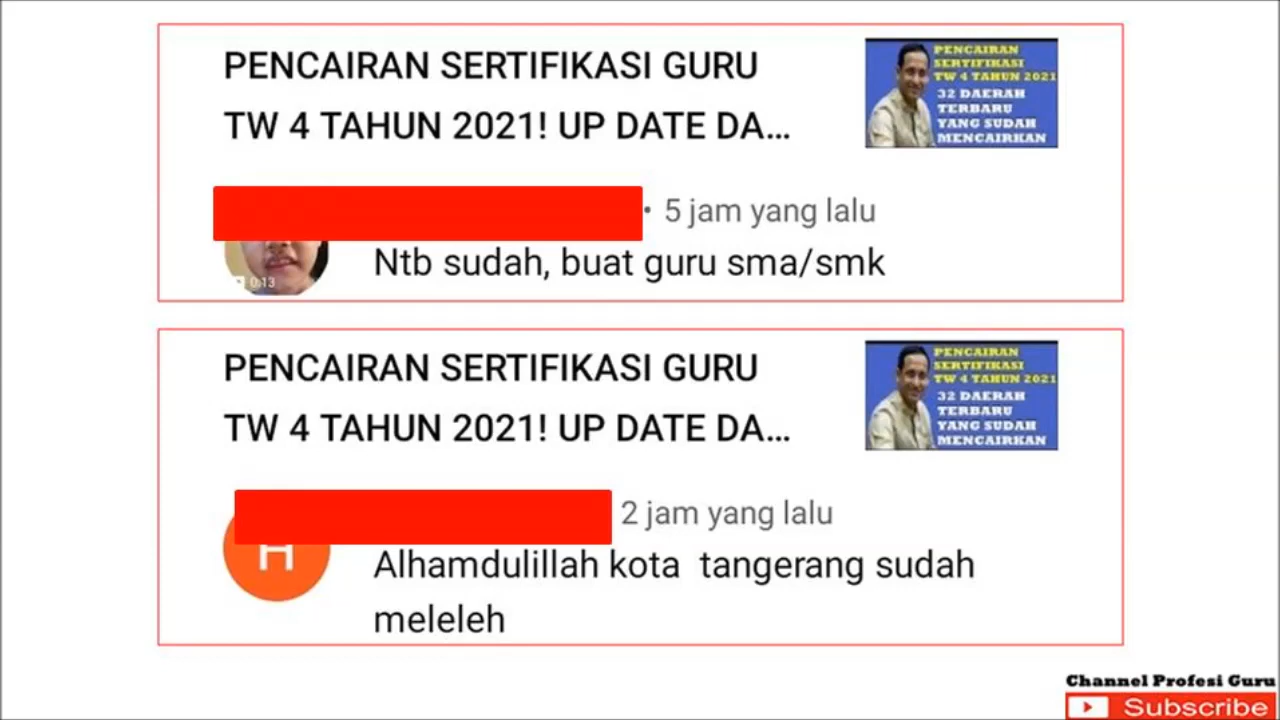 PENCAIRAN SERTIFIKASI GURU
TW 4 TAHUN 2021! UP DATE DA...
PENCAIRAN
SERTIFIKASI
TW 4 TAHUN 2021
32 DAERAH
TERBARU
YANG SUDAH
MENCAIRKAN
• 5 jam yang lalu
0:13
Ntb sudah, buat guru sma/smk
PENCAIRAN SERTIFIKASI GURU
TW 4 TAHUN 2021! UP DATE DA...
PENCAIRAN
SERTIFIKASI
TW 4 TAHUN 2021
32 DAERAH
TERBARU
YANG SUDAH
MENCAIRKAN
2 jam yang lalu
H
Alhamdulillah kota tangerang sudah
meleleh
Channel Profesi Guru
Subscribe